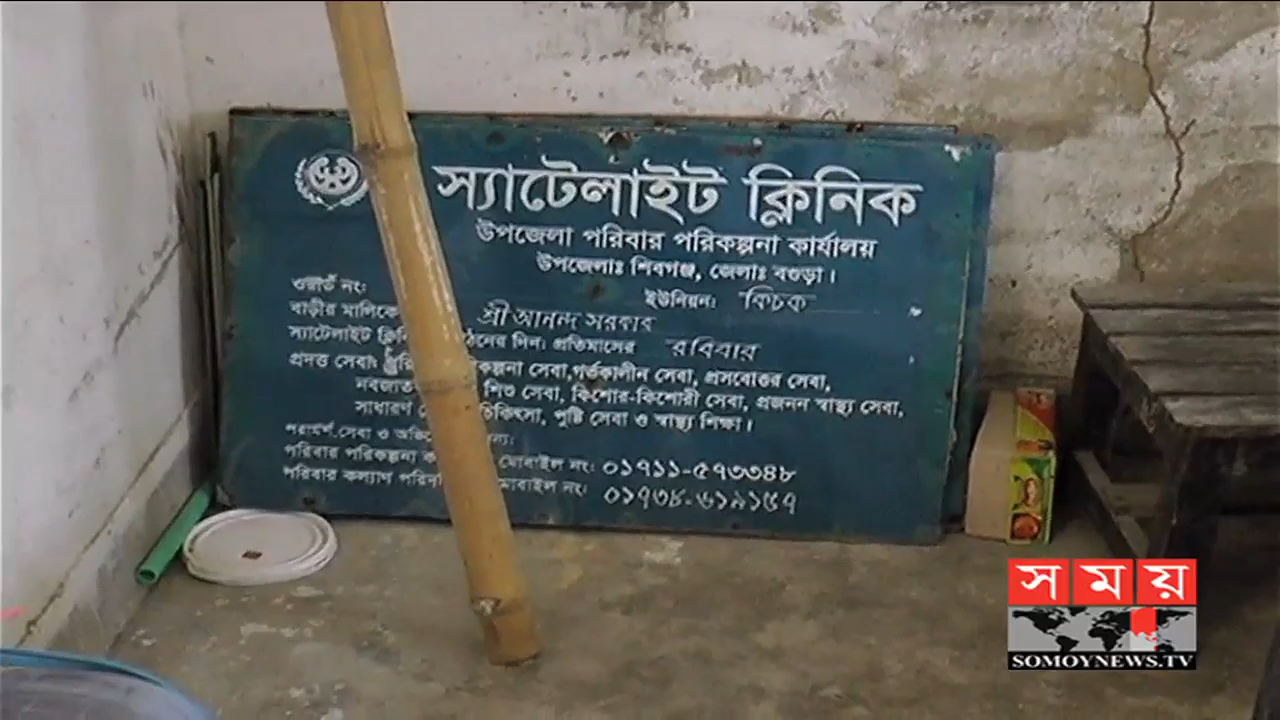 স্যাটেলাইট ক্লিনিক
উপজেলা পরিবার পরিকল্পনা কার্যালয়
উপজেলাঃ শিবগঞ্জ, জেলাঃ বগুড়া।
ওয়ার্ড নং:
ইউনিয়ন: কিচক
বাড়ীর মালিকে শ্রী আনন্দ সরকার
স্যাটেলাইট ক্লিনি ঠনের দিন: প্রতিমাসের রবিবার
প্রদত্ত সেবাঃ কল্পনা সেবা, গর্ভকালীন সেবা, প্রসবোত্তর সেবা,
নবজাত শিশু সেবা, কিশোর-কিশোরী সেবা, প্রজনন স্বাস্থ্য সেবা,
সাধারণ চিকিৎসা, পুষ্টি সেবা ও স্বাস্থ্য শিক্ষা।
পরামর্শ, সেবা ও
পরিবার পরিকল্পনা মোবাইল নং: ০১৭১১-৫৭৩৩৪৮
পরিবার কল্যাণ পরিদ মোবাইল নং: ০১৭৩৪-৬১৯১৫৭
সময়
SOMOYNEWS.TV